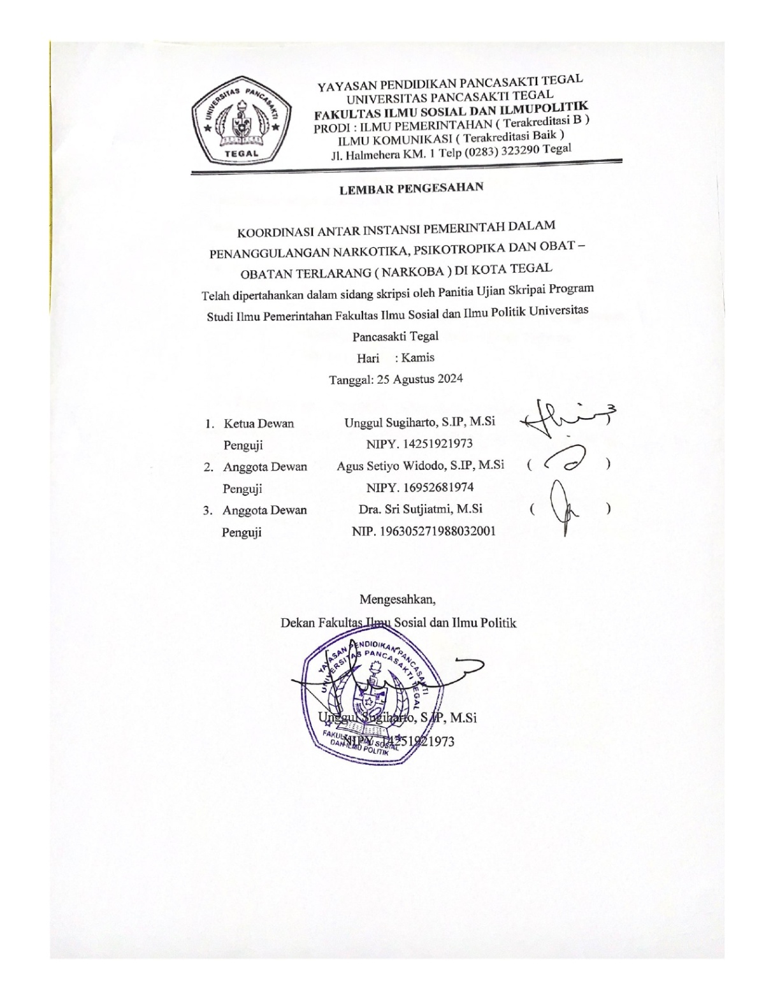 UNIVERSITAS PANCASAKTI
TEGAL
YAYASAN PENDIDIKAN PANCASAKTI TEGAL
UNIVERSITAS PANCASAKTI TEGAL
FAKULTAS ILMU SOSIAL DAN ILMUPOLITIK
PRODI : ILMU PEMERINTAHAN ( Terakreditasi B )
ILMU KOMUNIKASI ( Terakreditasi Baik )
Jl. Halmehera KM. 1 Telp (0283) 323290 Tegal
LEMBAR PENGESAHAN
KOORDINASI ANTAR INSTANSI PEMERINTAH DALAM
PENANGGULANGAN NARKOTIKA, PSIKOTROPIKA DAN OBAT –
OBATAN TERLARANG ( NARKOBA ) DI KOTA TEGAL
Telah dipertahankan dalam sidang skripsi oleh Panitia Ujian Skripai Program
Studi Ilmu Pemerintahan Fakultas Ilmu Sosial dan Ilmu Politik Universitas
Pancasakti Tegal
Hari : Kamis
Tanggal: 25 Agustus 2024
1. Ketua Dewan Unggul Sugiharto, S.IP, M.Si
Penguji NIPY. 14251921973
2. Anggota Dewan Agus Setiyo Widodo, S.IP, M.Si ( )
Penguji NIPY. 16952681974
3. Anggota Dewan Dra. Sri Sutjiatmi, M.Si ( )
Penguji NIP. 196305271988032001
Mengesahkan,
Dekan Fakultas Ilmu Sosial dan Ilmu Politik
YAYASAN PENDIDIKAN PANCASAKTI
UNIVERSITAS PANCASAKTI TEGAL
Unggul Sugiharto, S.IP, M.Si
NIPY. 14251921973
FAKULTAS ILMU SOSIAL
DAN ILMU POLITIK